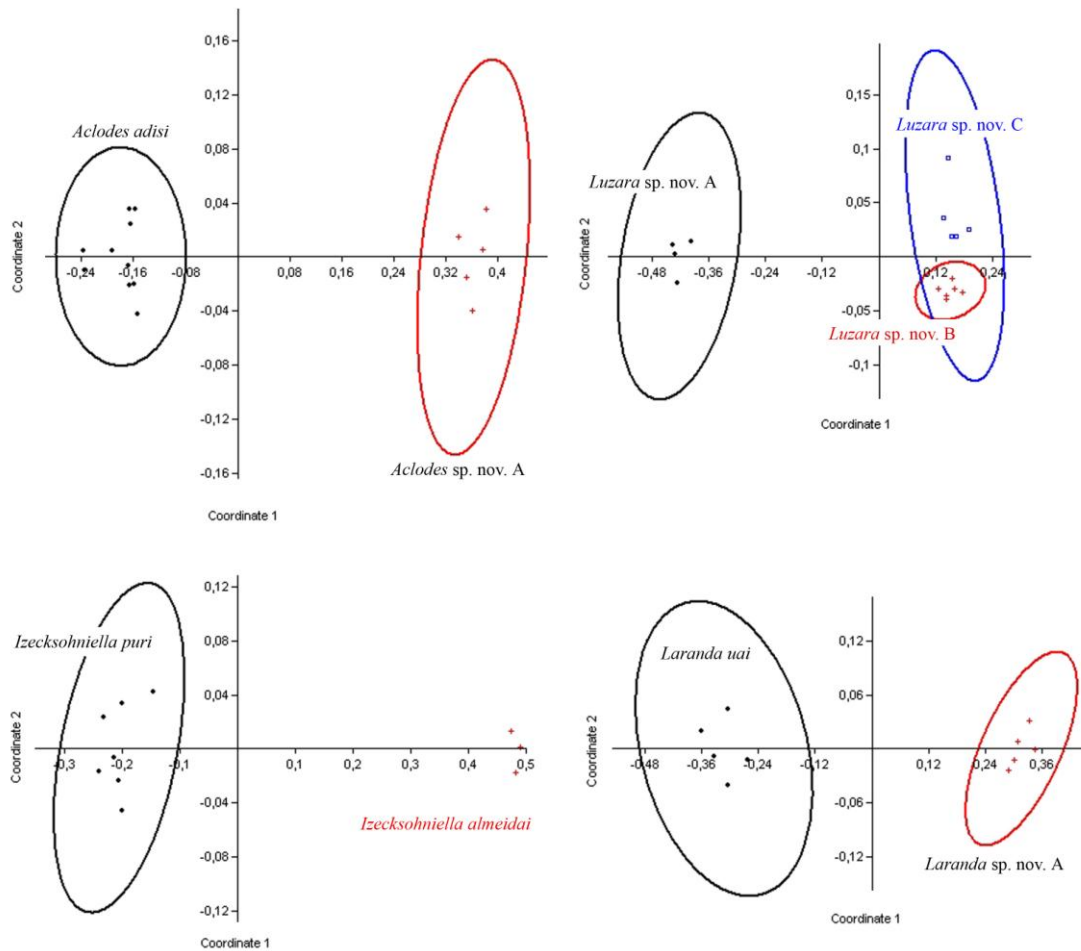 0,16
0,12
Aclodes adisi
0,08
0,04
Coordinate 2
-0,24 -0,16 -0,08 0,08 0,16 0,24 0,32 0,4
-0,04
-0,08
-0,12
-0,16
Aclodes sp. nov. A
Coordinate 1
0,15
Luzara sp. nov. C
0,1
Luzara sp. nov. A
0,05
Coordinate 2
-0,48 -0,36 -0,24 -0,12 0,12 0,24
-0,05
Luzara sp. nov. B
-0,1
Coordinate 1
0,12
Izecksohniella puri
0,08
0,04
Coordinate 2
-0,3 -0,2 -0,1 0,1 0,2 0,3 0,4 0,5
-0,04
Izecksohniella almeidai
-0,08
-0,12
Coordinate 1
0,12
Laranda uai
0,06
Coordinate 2
-0,48 -0,36 -0,24 -0,12 0,12 0,24 0,36
-0,06
-0,12
Laranda sp. nov. A
Coordinate 1